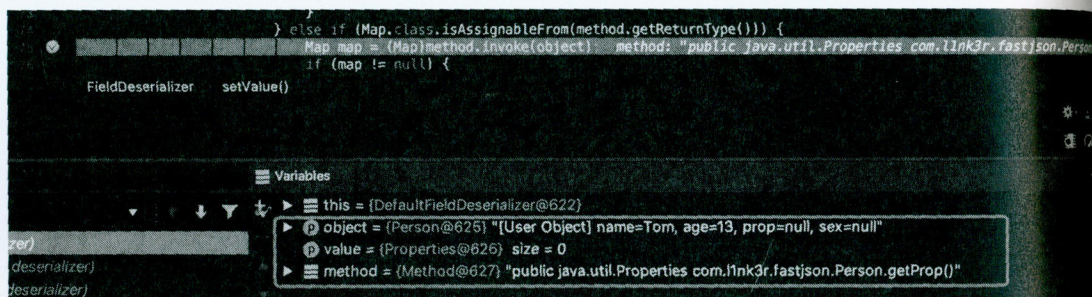 }
} else if (Map.class.isAssignableFrom(method.getReturnType())) {
Map map = (Map)method.invoke(object) method: "public java.util.Properties com.l1nk3r.fastjson.Perso
if (map != null) {
FieldDeserializer setValue()
Variables
this = {DefaultFieldDeserializer@622}
object = {Person@625} "[User Object] name=Tom, age=13, prop=null, sex=null"
value = {Properties@626} size = 0
zer)
method = {Method@627} "public java.util.Properties com.l1nk3r.fastjson.Person.getProp()"
.deserializer)
deserializer)